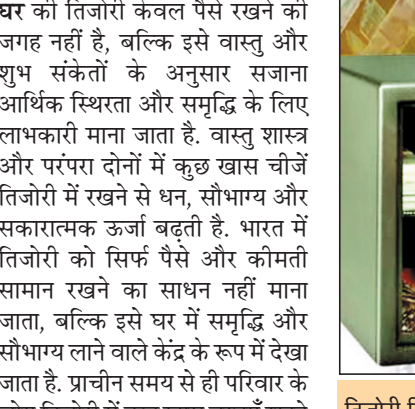 घर की तिजोरी केवल पैसे रखने की
जगह नहीं है, बल्कि इसे वास्तु और
शुभ संकेतों के अनुसार सजाना
आर्थिक स्थिरता और समृद्धि के लिए
लाभकारी माना जाता है. वास्तु शास्त्र
और परंपरा दोनों में कुछ खास चीजें
तिजोरी में रखने से धन, सौभाग्य और
सकारात्मक ऊर्जा बढ़ती है. भारत में
तिजोरी को सिर्फ पैसे और कीमती
सामान रखने का साधन नहीं माना
जाता, बल्कि इसे घर में समृद्धि और
सौभाग्य लाने वाले केंद्र के रूप में देखा
जाता है. प्राचीन समय से ही परिवार के